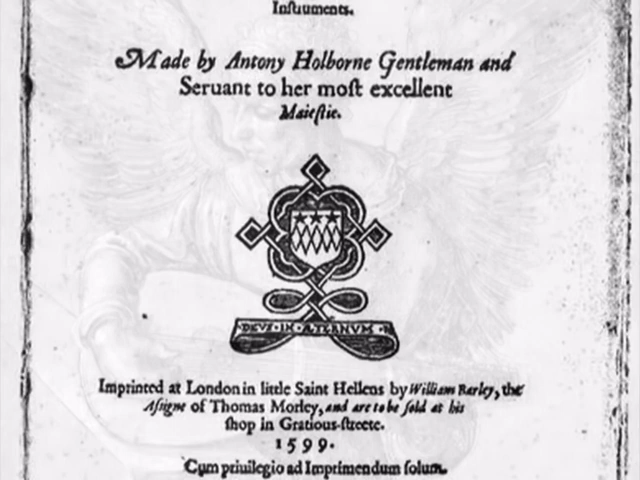 Inſtruments.
Made by Antony Holborne Gentleman and
Seruant to her moſt excellent
Maieſtie.
DEVS · IN · ÆTERNVM ·
Imprinted at London in little Saint Hellens by William Barley, the
Aſigne of Thomas Morley, and are to be ſold at his
ſhop in Gratious-ſtreete.
1599.
Cum priuilegio ad Imprimendum ſolum.